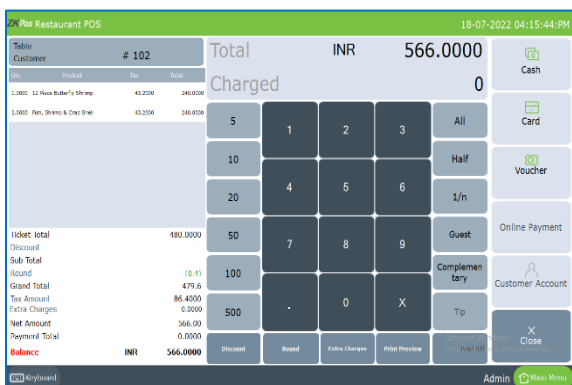 ZKPos Restaurant POS 18-07-2022 04:15:44:PM
Table
Customer # 102
Qty Product Tax Total
1.0000 12 Piece Butterfly Shrimp 43.2000 240.0000
2.0000 Fish, Shrimp & Crab Shell 43.2000 240.0000
Ticket Total 480.0000
Discount
Sub Total
Round (0.4)
Grand Total 479.6
Tax Amount 86.4000
Extra Charges 0.0000
Net Amount 566.00
Payment Total 0.0000
Balance INR 566.0000
Total INR 566.0000
Charged 0
5 1 2 3 All
10 Half
20 4 5 6 1/n
50 7 8 9 Guest
100 Complemen
tary
500 . 0 X Tip
Discount Round Extra Charges Print Preview Print Bill
Cash
Card
Voucher
Online Payment
Customer Account
Activate Windows
X
Close
Keyboard Admin Main Menu